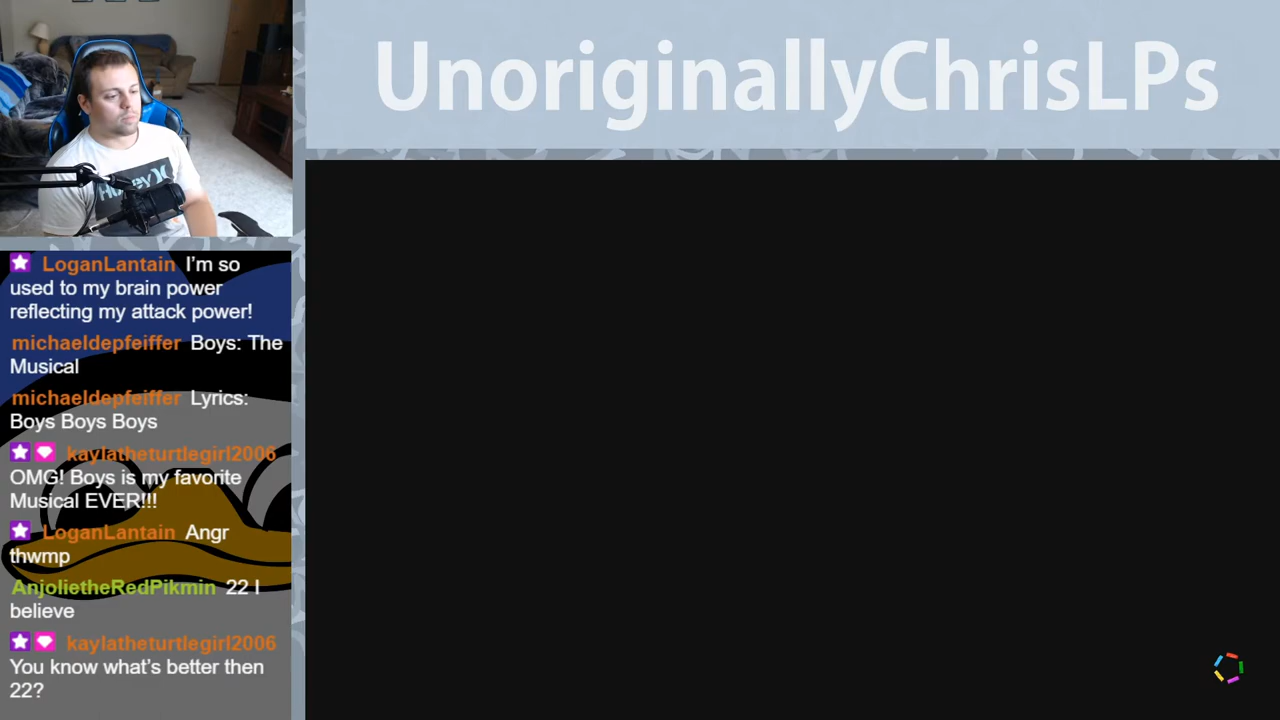 UnoriginallyChrisLPs
LoganLantain I'm so
used to my brain power
reflecting my attack power!
michaeldepfeiffer Boys: The
Musical
michaeldepfeiffer Lyrics:
Boys Boys Boys
kaylatheturtlegirl2006
OMG! Boys is my favorite
Musical EVER!!!
LoganLantain Angr
thwmp
AnjolietheRedPikmin 22 I
believe
kaylatheturtlegirl2006
You know what's better then
22?